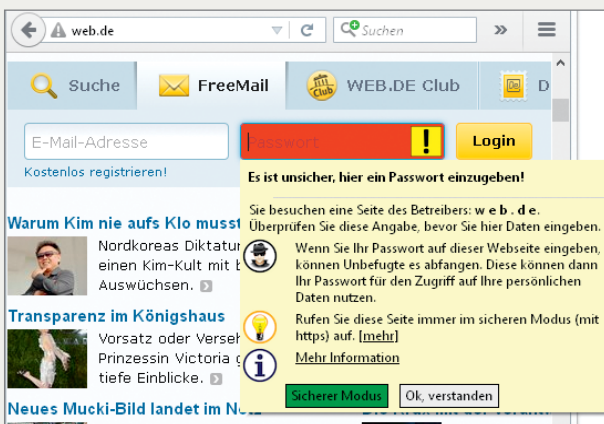 web.de
Suchen
Suche
FreeMail
WEB.DE Club
D
E-Mail-Adresse
Passwort
!
Login
Kostenlos registrieren!
Es ist unsicher, hier ein Passwort einzugeben!
Sie besuchen eine Seite des Betreibers: web.de.
Überprüfen Sie diese Angabe, bevor Sie hier Daten eingeben.
Wenn Sie Ihr Passwort auf dieser Webseite eingeben,
können Unbefugte es abfangen. Diese können dann
Ihr Passwort für den Zugriff auf Ihre persönlichen
Daten nutzen.
Rufen Sie diese Seite immer im sicheren Modus (mit
https) auf. [mehr]
Mehr Information
Sicherer Modus
Ok, verstanden
Warum Kim nie aufs Klo musst
Nordkoreas Diktatur
einen Kim-Kult mit
Auswüchsen.
Transparenz im Königshaus
Vorsatz oder Verseh
Prinzessin Victoria g
tiefe Einblicke.
Neues Mucki-Bild landet im Netz